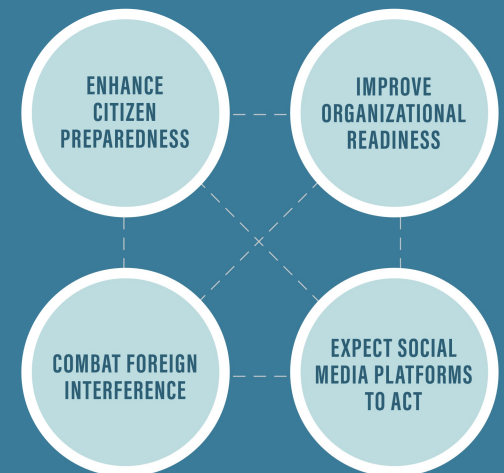 ENHANCE
CITIZEN
PREPAREDNESS
IMPROVE
ORGANIZATIONAL
READINESS
COMBAT FOREIGN
INTERFERENCE
EXPECT SOCIAL
MEDIA PLATFORMS
TO ACT